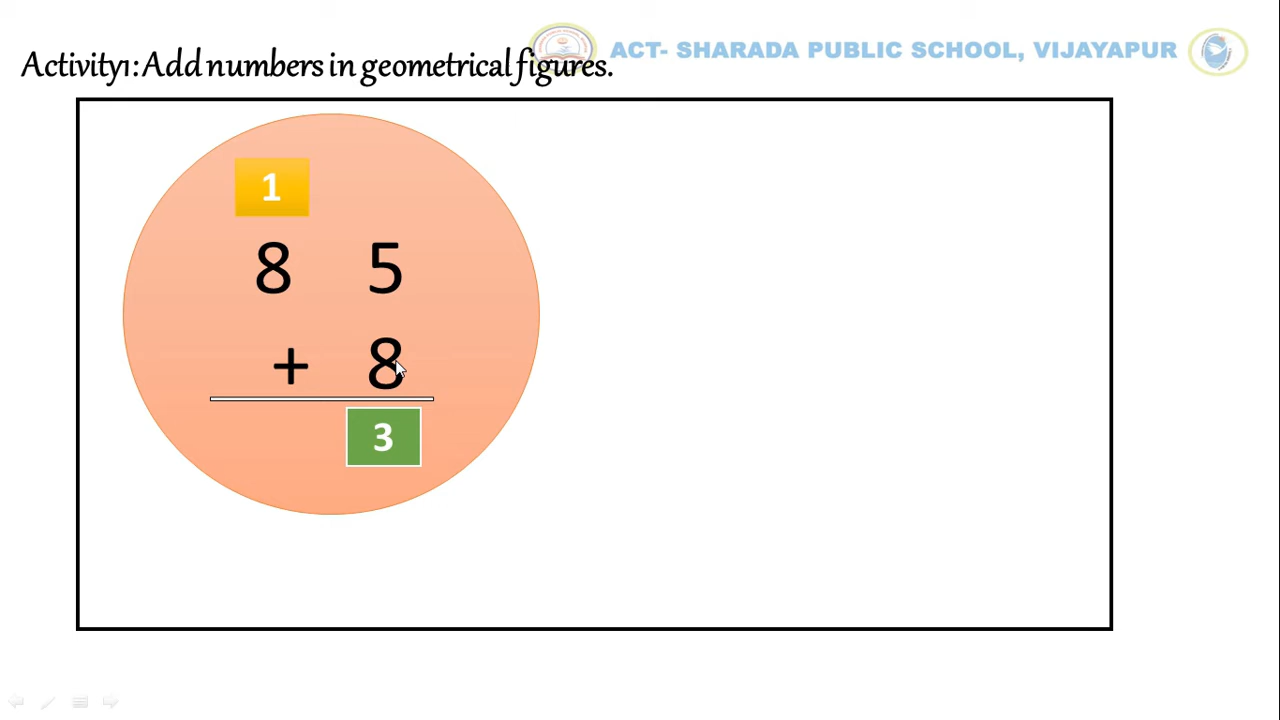 Activity1: Add numbers in geometrical figures.
ACT- SHARADA PUBLIC SCHOOL, VIJAYAPUR
1
8 5
+ 8
3